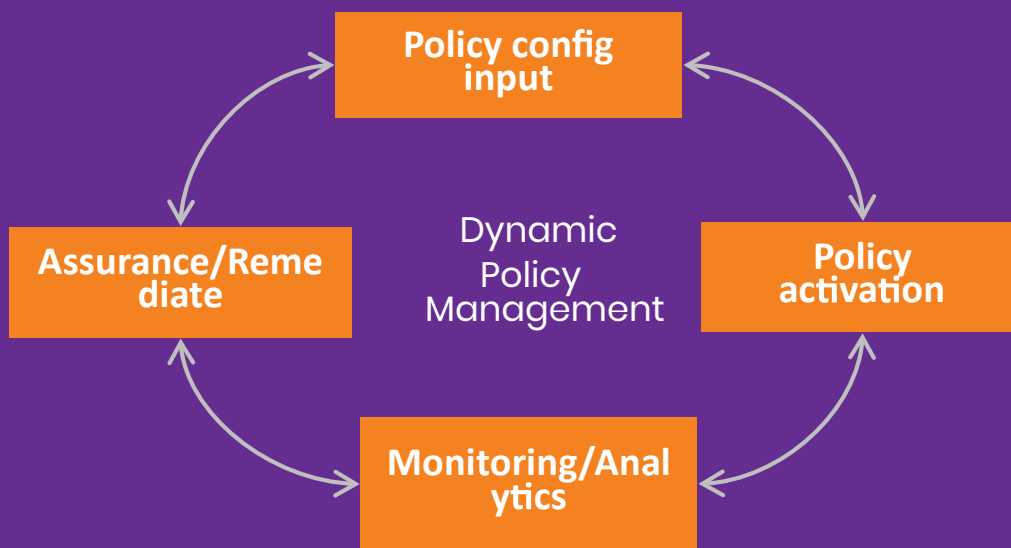 Policy config
input
Assurance/Reme
diate
Dynamic
Policy
Management
Policy
activation
Monitoring/Anal
ytics